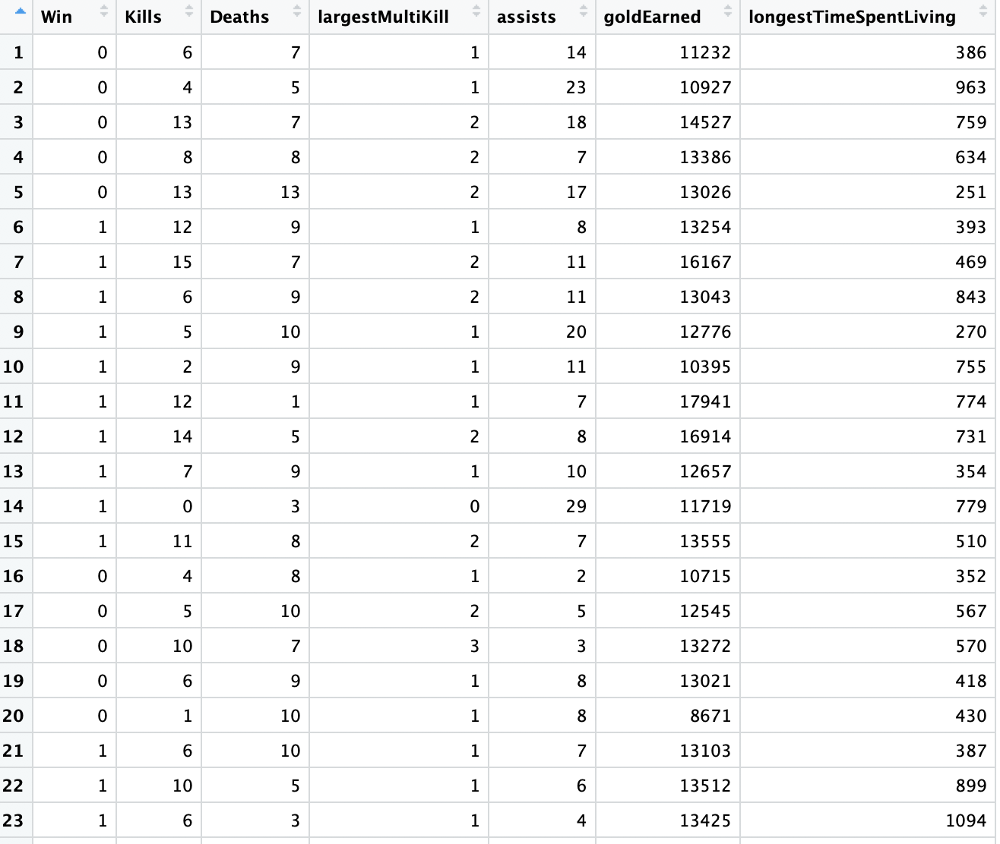 Win Kills Deaths largestMultiKill assists goldEarned longestTimeSpentLiving
1 0 6 7 1 14 11232 386
2 0 4 5 1 23 10927 963
3 0 13 7 2 18 14527 759
4 0 8 8 2 7 13386 634
5 0 13 13 2 17 13026 251
6 1 12 9 1 8 13254 393
7 1 15 7 2 11 16167 469
8 1 6 9 2 11 13043 843
9 1 5 10 1 20 12776 270
10 1 2 9 1 11 10395 755
11 1 12 1 1 7 17941 774
12 1 14 5 2 8 16914 731
13 1 7 9 1 10 12657 354
14 1 0 3 0 29 11719 779
15 1 11 8 2 7 13555 510
16 0 4 8 1 2 10715 352
17 0 5 10 2 5 12545 567
18 0 10 7 3 3 13272 570
19 0 6 9 1 8 13021 418
20 0 1 10 1 8 8671 430
21 1 6 10 1 7 13103 387
22 1 10 5 1 6 13512 899
23 1 6 3 1 4 13425 1094